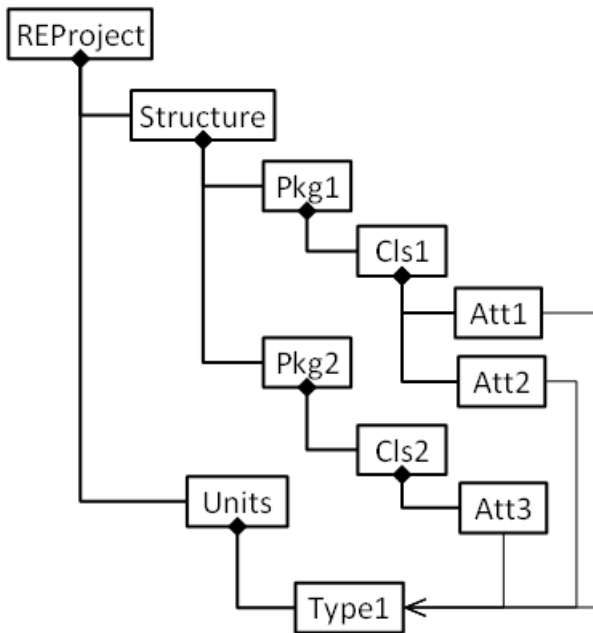 REProject
Structure
Pkg1
Cls1
Att1
Pkg2
Att2
Cls2
Units
Att3
Type1